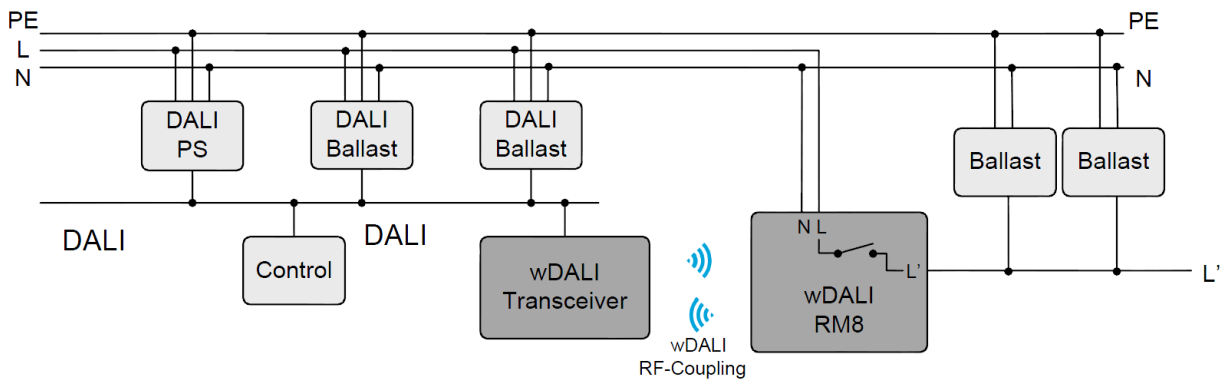 PE
PE
L
N
N
DALI
PS
DALI
Ballast
DALI
Ballast
Ballast
Ballast
DALI
DALI
Control
wDALI
Transceiver
wDALI
RF-Coupling
N L
L'
wDALI
RM8
L'